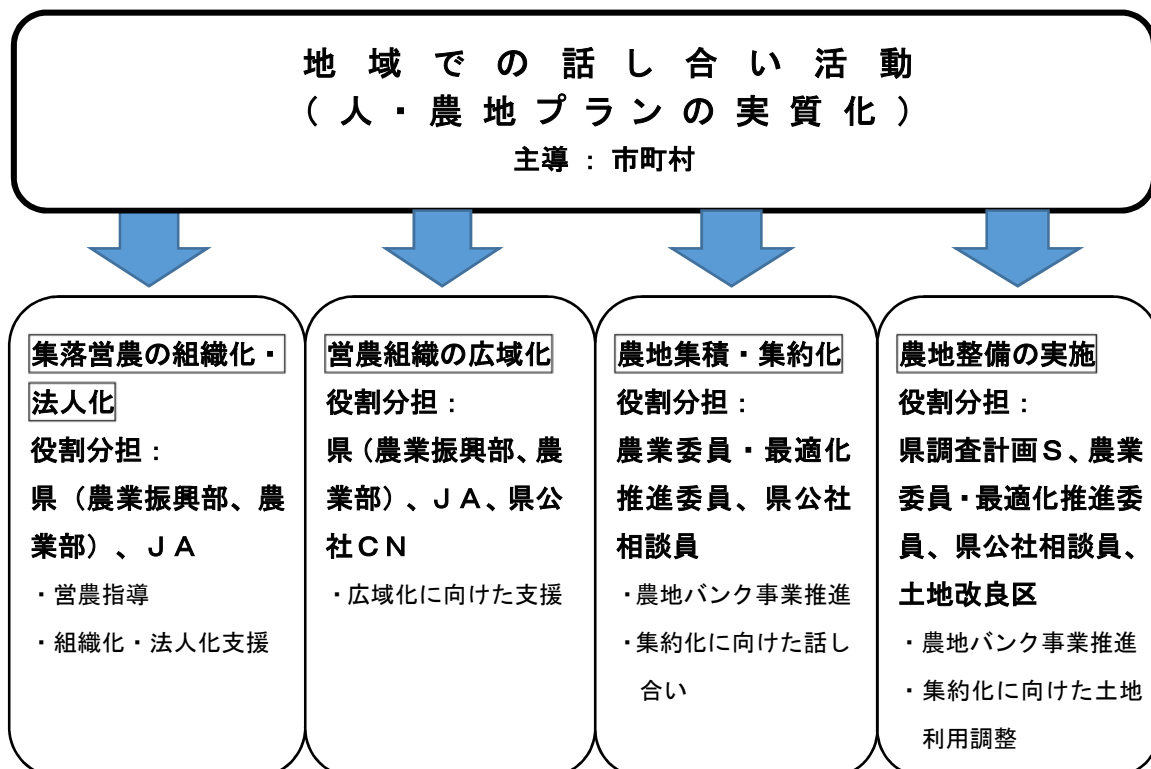 地域での話し合い活動
（人・農地プランの実質化）
主導 : 市町村
集落営農の組織化・
法人化
役割分担：
県（農業振興部、農
業部）、ＪＡ
・営農指導
・組織化・法人化支援
営農組織の広域化
役割分担：
県（農業振興部、農
業部）、ＪＡ、県公
社ＣＮ
・広域化に向けた支援
農地集積・集約化
役割分担：
農業委員・最適化
推進委員、県公社
相談員
・農地バンク事業推進
・集約化に向けた話し
合い
農地整備の実施
役割分担：
県調査計画Ｓ、農業
委員・最適化推進委
員、県公社相談員、
土地改良区
・農地バンク事業推進
・集約化に向けた土地
利用調整